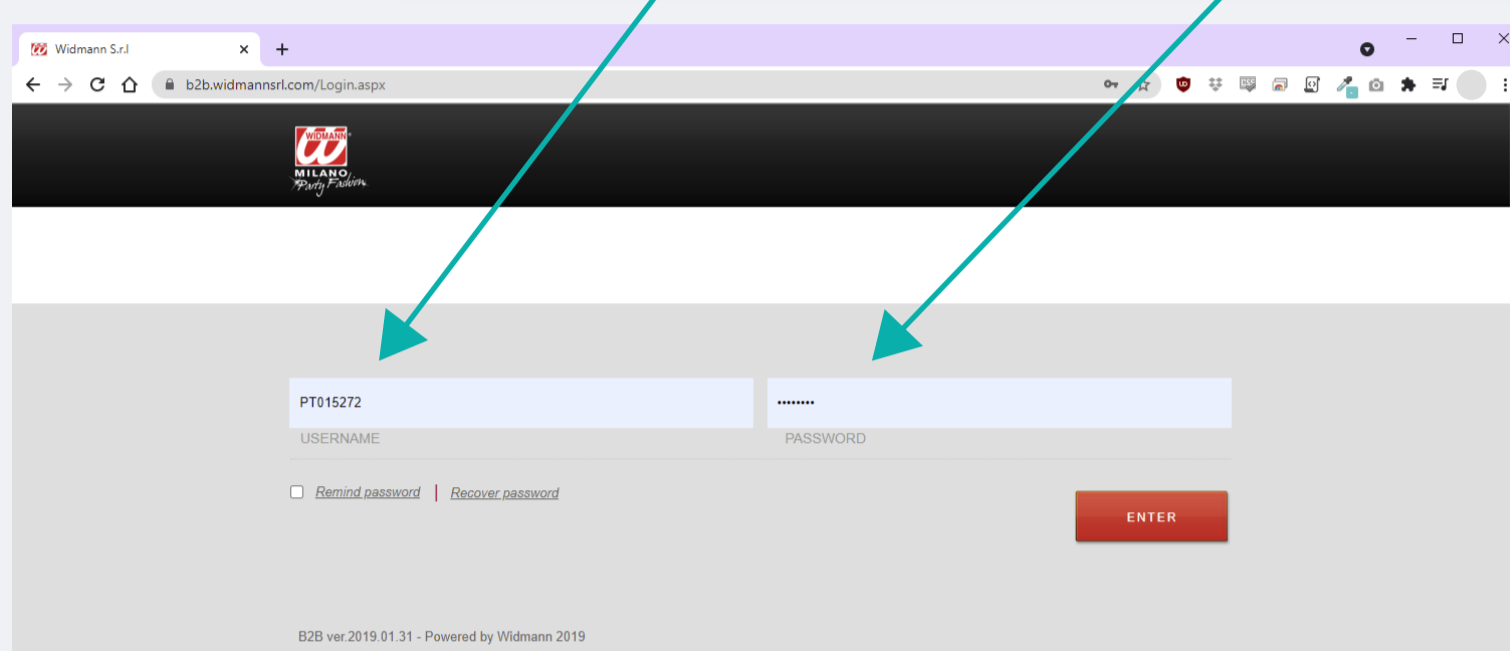 Widmann S.r.l
b2b.widmannsrl.com/Login.aspx
WIDMANN
MILANO
Party Fashion
PT015272
••••••••
USERNAME
PASSWORD
Remind password
Recover password
ENTER
B2B ver.2019.01.31 - Powered by Widmann 2019